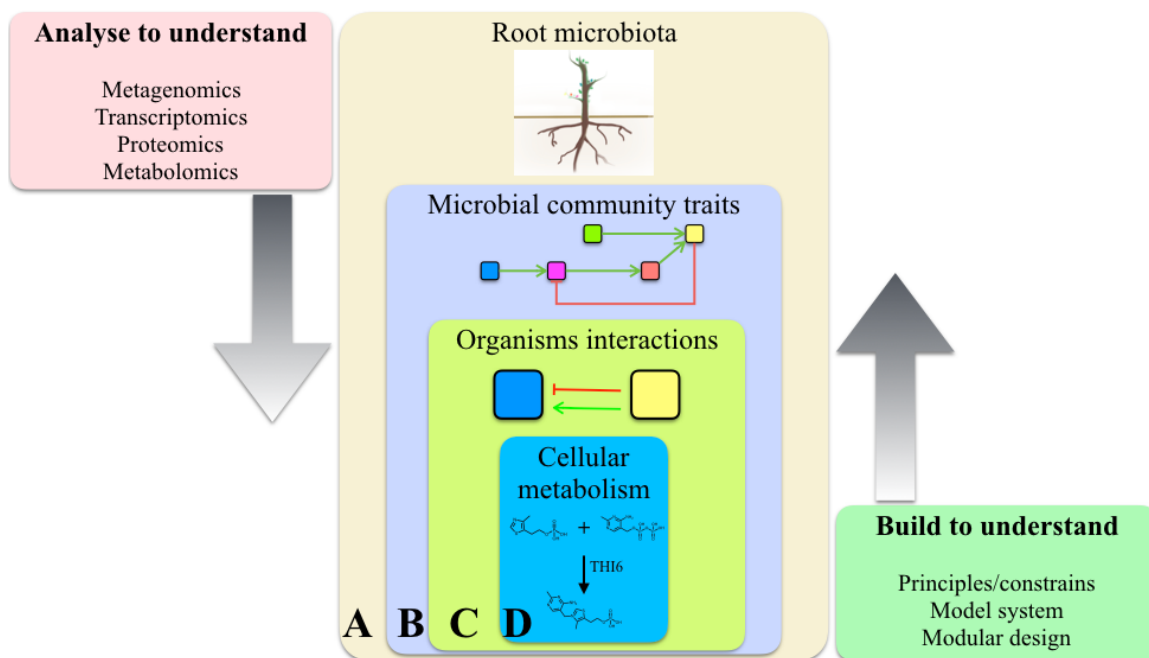 Analyse to understand
Metagenomics
Transcriptomics
Proteomics
Metabolomics
Root microbiota
Microbial community traits
Organisms interactions
Cellular
metabolism
+
THI6
A B C D
Build to understand
Principles/constrains
Model system
Modular design